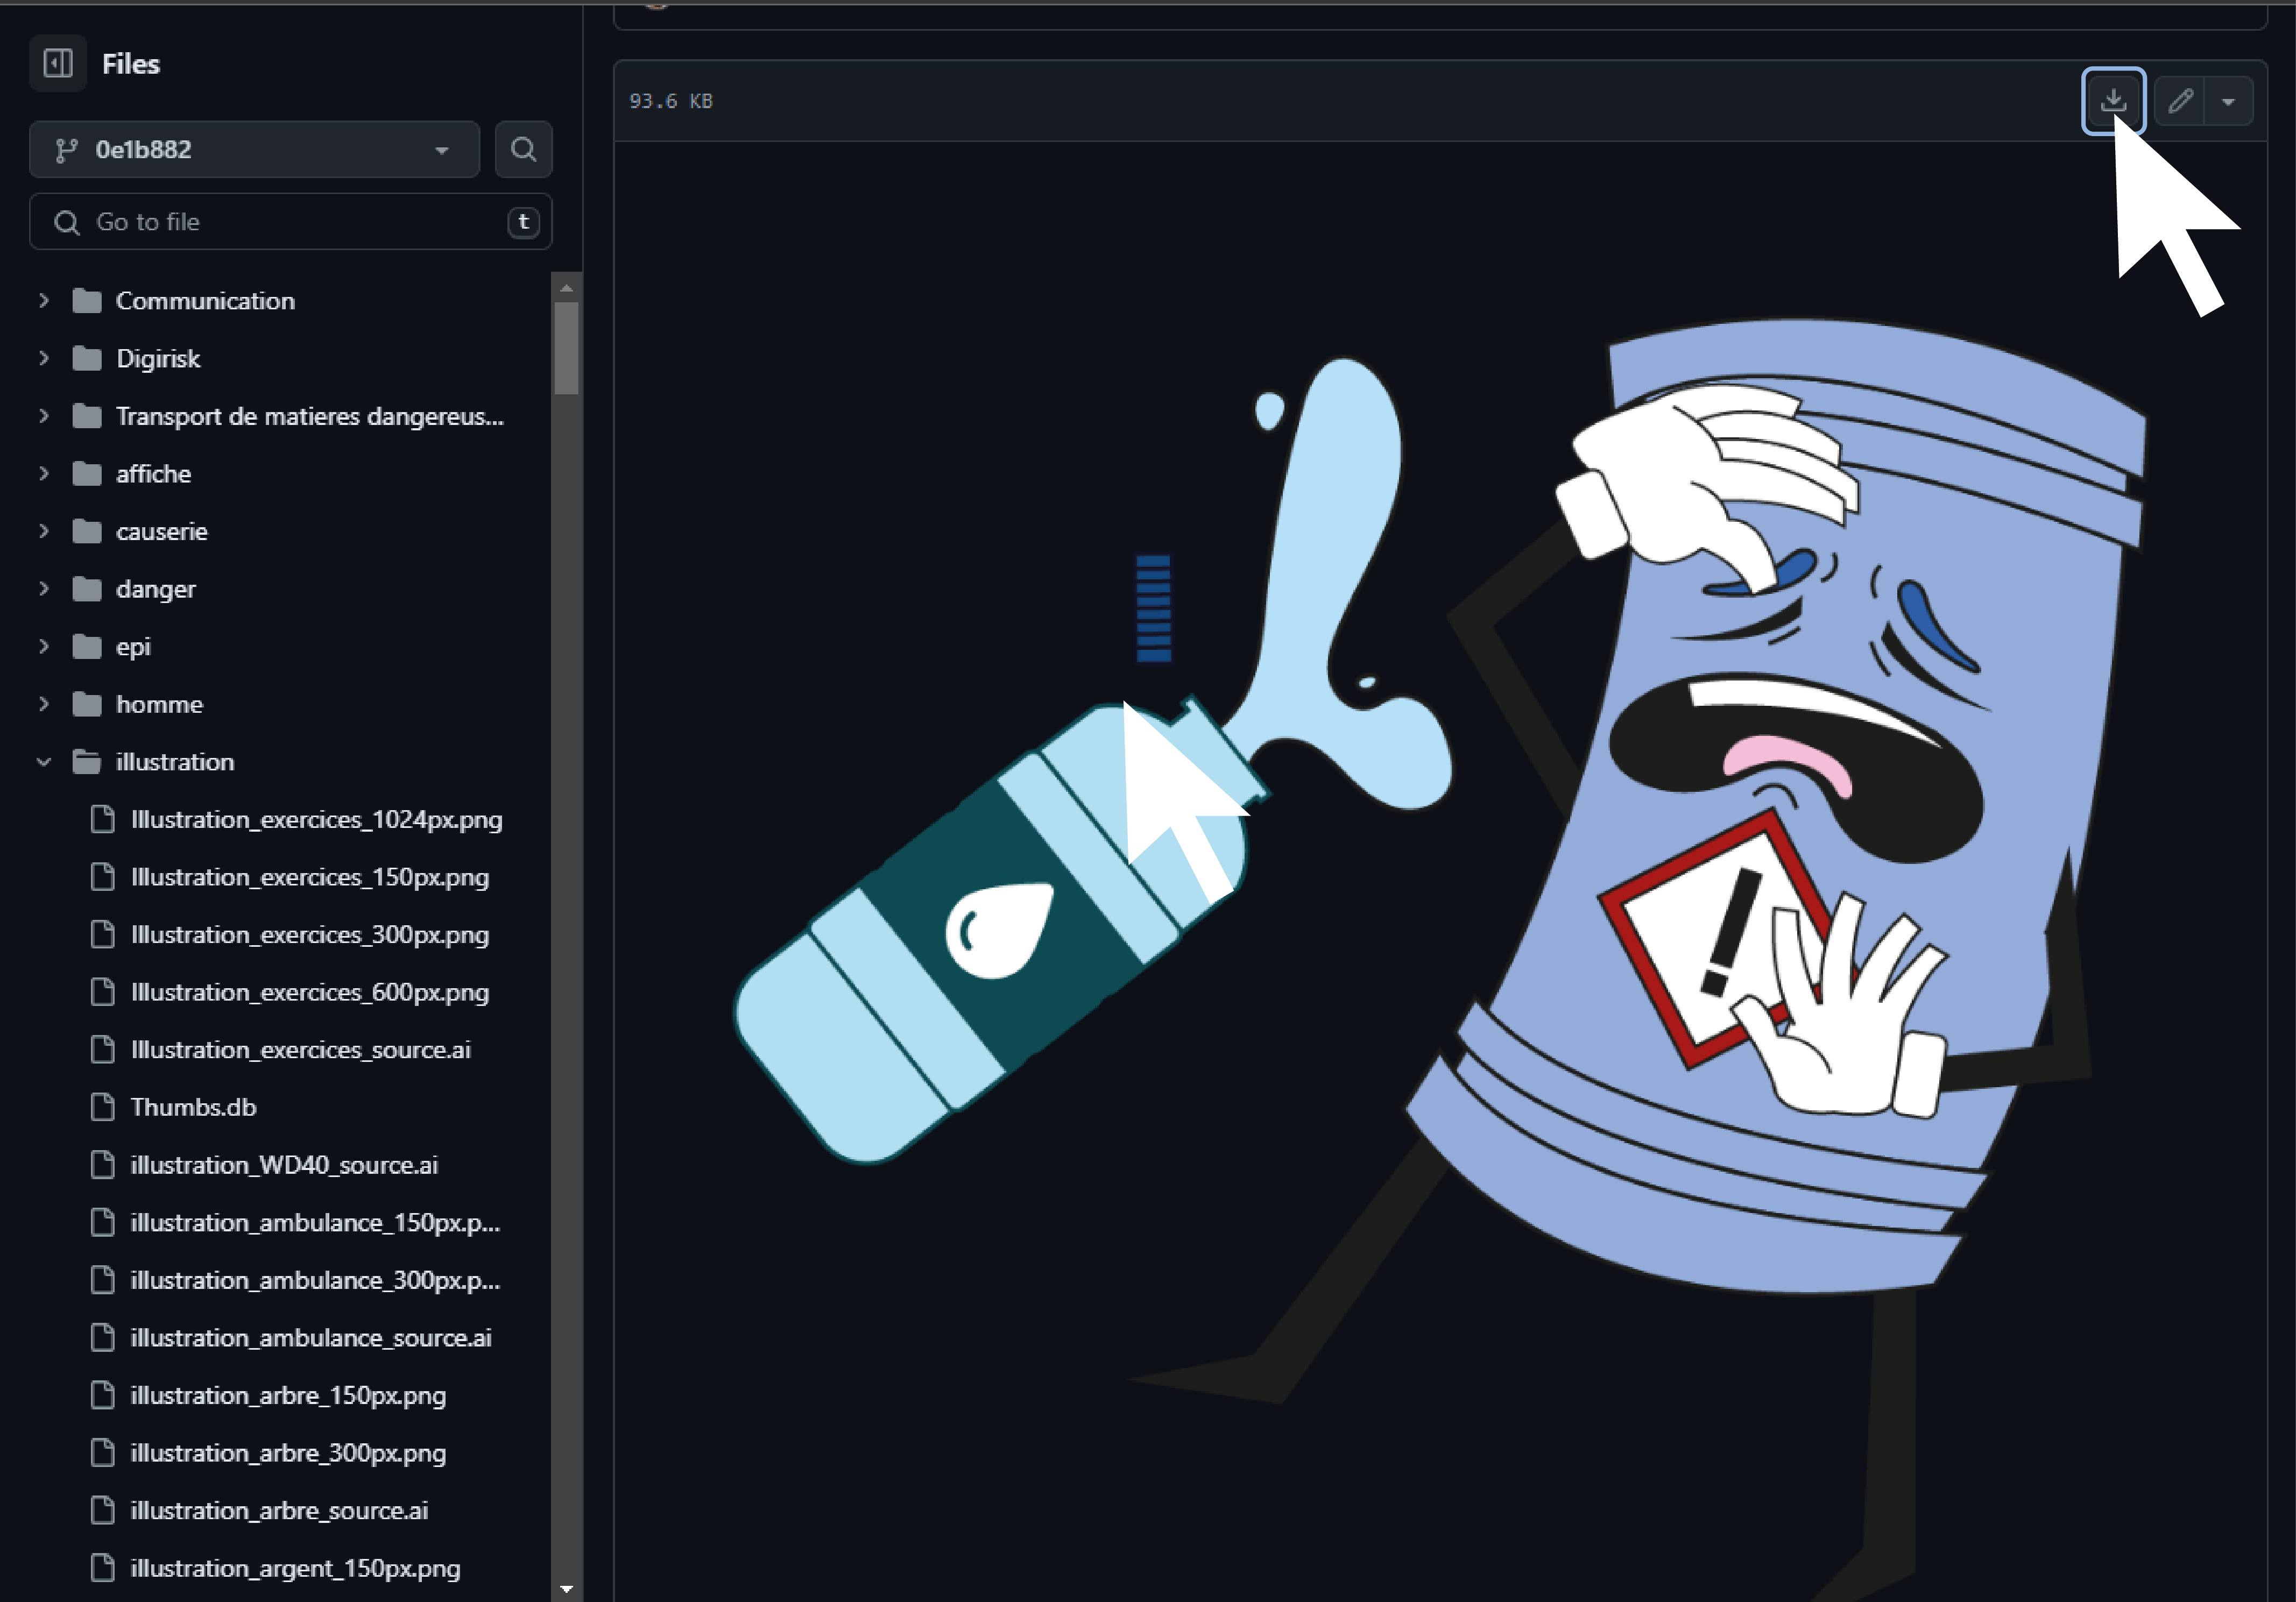 Files
0e1b882
Go to file
t
Communication
Digirisk
Transport de matieres dangereus...
affiche
causerie
danger
epi
homme
illustration
Illustration_exercices_1024px.png
Illustration_exercices_150px.png
Illustration_exercices_300px.png
Illustration_exercices_600px.png
Illustration_exercices_source.ai
Thumbs.db
illustration_WD40_source.ai
illustration_ambulance_150px.p...
illustration_ambulance_300px.p...
illustration_ambulance_source.ai
illustration_arbre_150px.png
illustration_arbre_300px.png
illustration_arbre_source.ai
illustration_argent_150px.png
93.6 KB
!